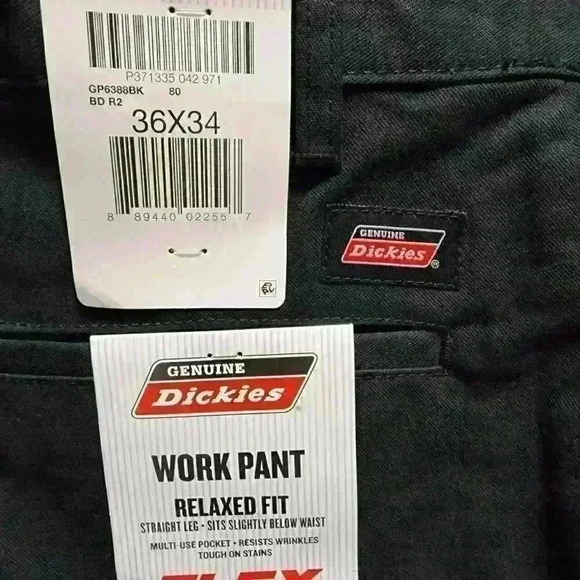 P371335 042 971
GP6388BK 80
BD R2
36X34
8 89440 02255 7
GENUINE
Dickies
®
GENUINE
Dickies
®
WORK PANT
RELAXED FIT
STRAIGHT LEG • SITS SLIGHTLY BELOW WAIST
MULTI-USE POCKET • RESISTS WRINKLES
TOUGH ON STAINS
FLEX